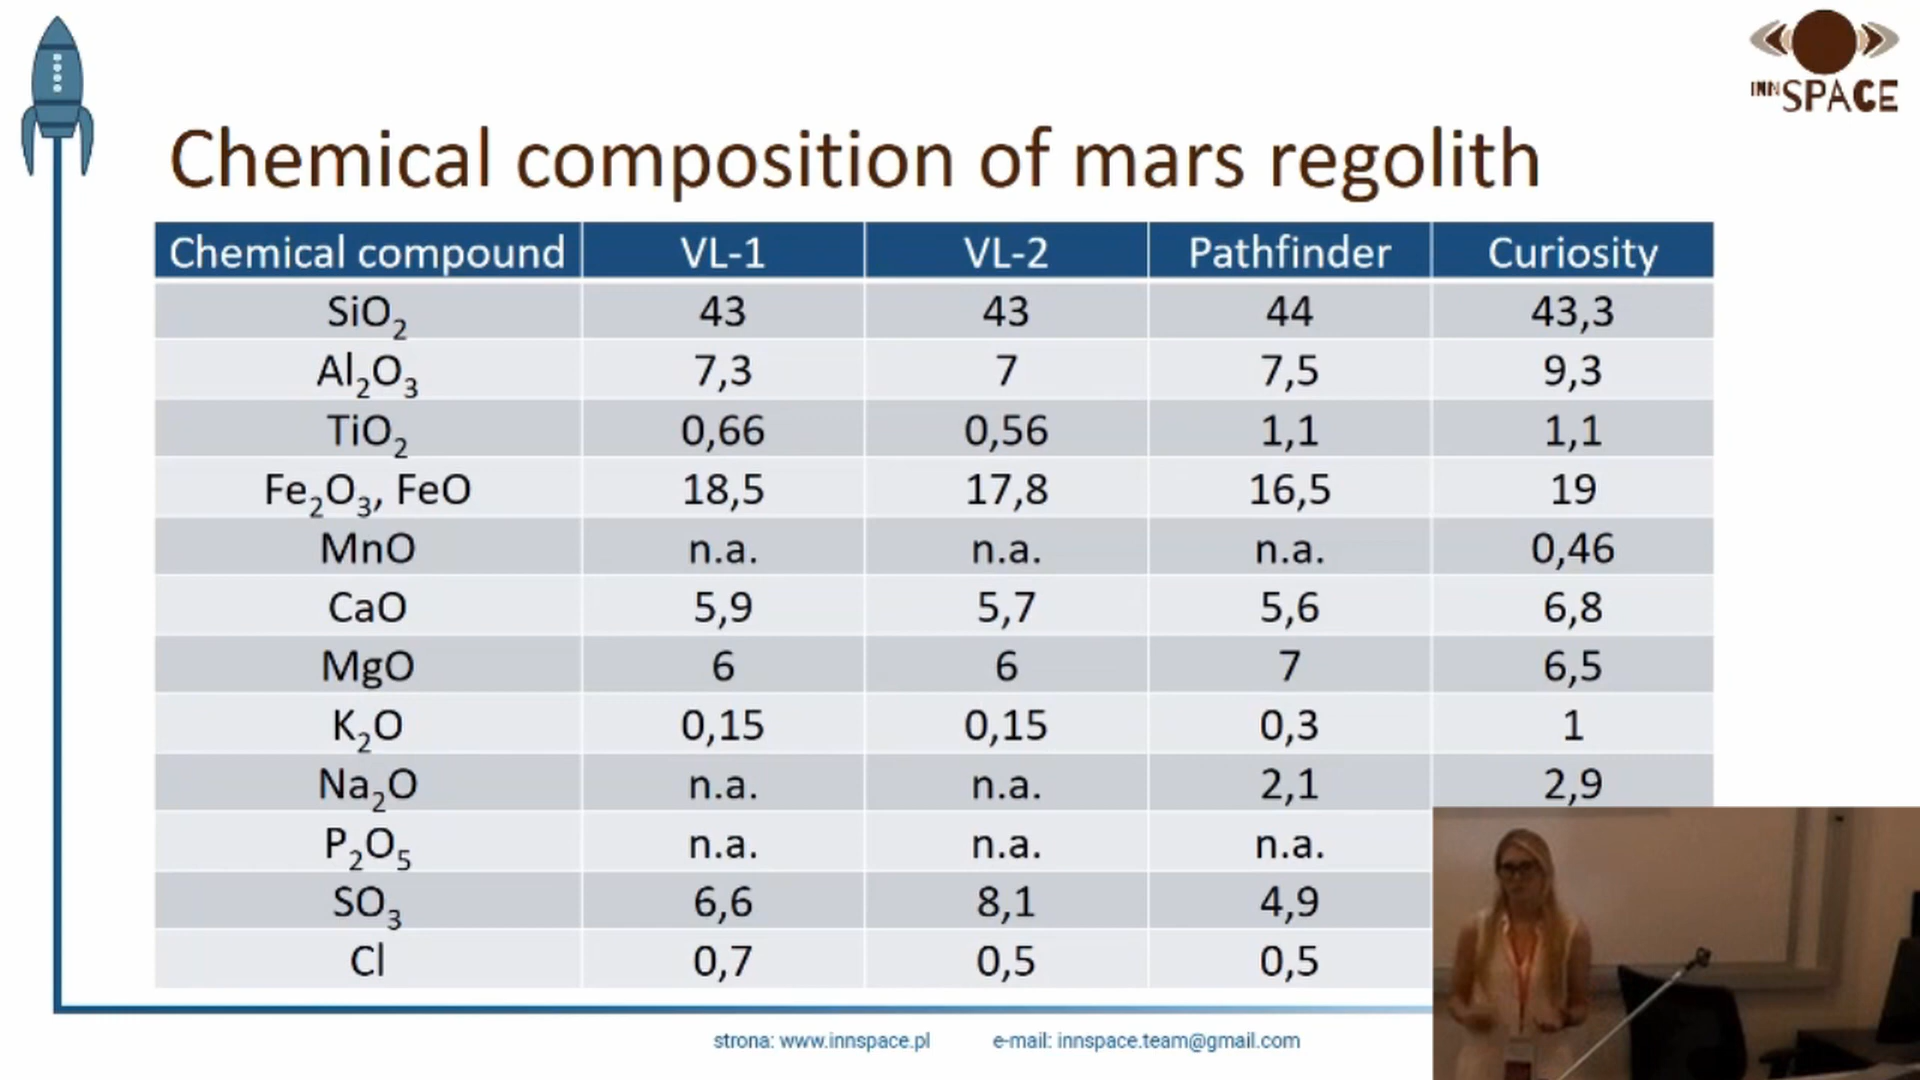 INNSPACE
Chemical composition of mars regolith
Chemical compound VL-1 VL-2 Pathfinder Curiosity
SiO₂ 43 43 44 43,3
Al₂O₃ 7,3 7 7,5 9,3
TiO₂ 0,66 0,56 1,1 1,1
Fe₂O₃, FeO 18,5 17,8 16,5 19
MnO n.a. n.a. n.a. 0,46
CaO 5,9 5,7 5,6 6,8
MgO 6 6 7 6,5
K₂O 0,15 0,15 0,3 1
Na₂O n.a. n.a. 2,1 2,9
P₂O₅ n.a. n.a. n.a.
SO₃ 6,6 8,1 4,9
Cl 0,7 0,5 0,5
strona: www.innspace.pl e-mail: innspace.team@gmail.com